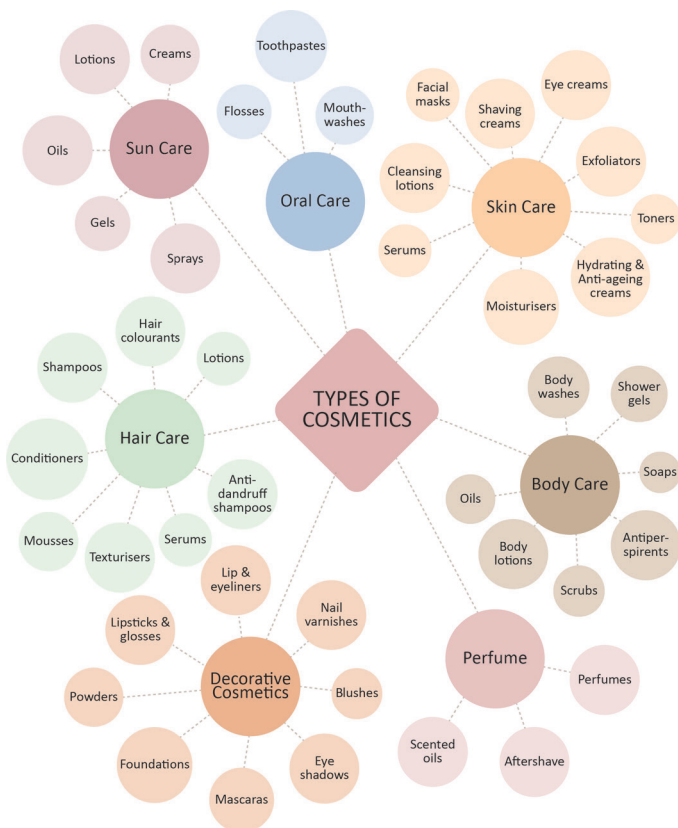 TYPES OF
COSMETICS
Sun Care
Lotions
Creams
Oils
Gels
Sprays
Oral Care
Toothpastes
Flosses
Mouth-
washes
Skin Care
Facial
masks
Shaving
creams
Eye creams
Cleansing
lotions
Exfoliators
Serums
Toners
Moisturisers
Hydrating &
Anti-ageing
creams
Hair Care
Hair
colourants
Shampoos
Lotions
Conditioners
Anti-
dandruff
shampoos
Mousses
Texturisers
Serums
Body Care
Body
washes
Shower
gels
Oils
Soaps
Body
lotions
Antiper-
spirents
Scrubs
Decorative
Cosmetics
Lip &
eyeliners
Lipsticks &
glosses
Nail
varnishes
Powders
Blushes
Foundations
Eye
shadows
Mascaras
Perfume
Perfumes
Scented
oils
Aftershave